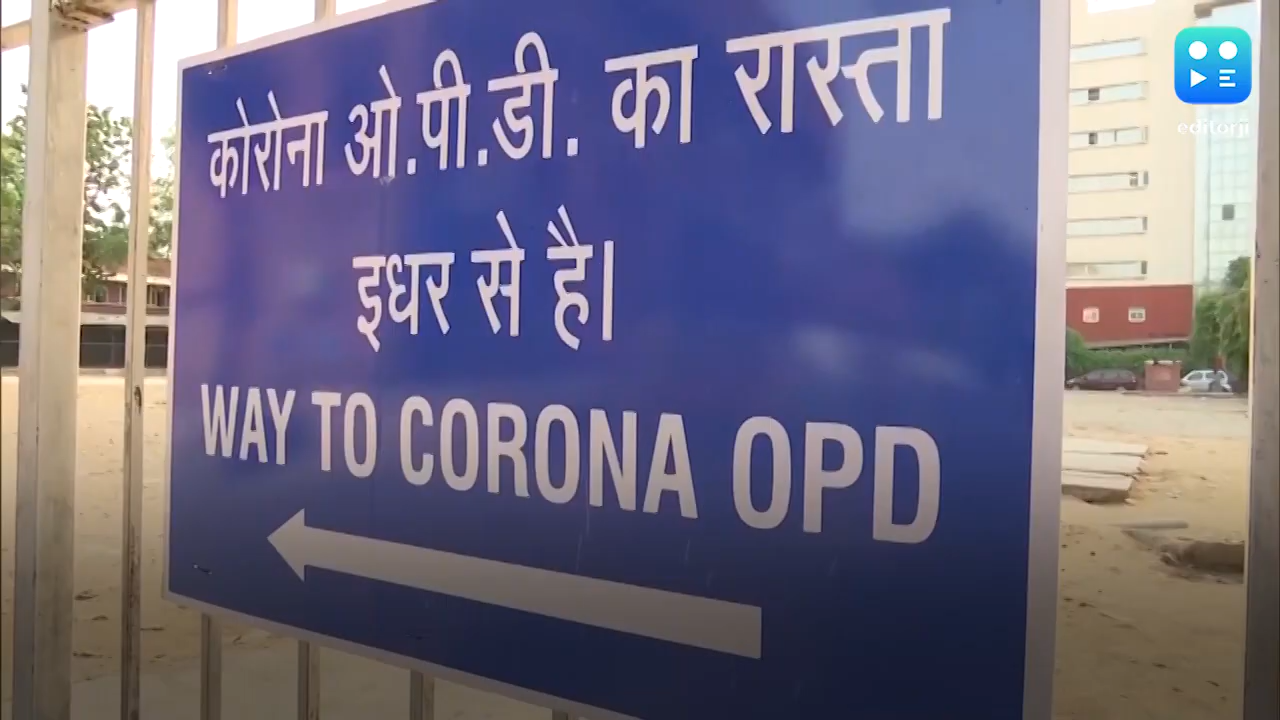 कोरोना ओ.पी.डी. का रास्ता
इधर से है।
WAY TO CORONA OPD
editorji